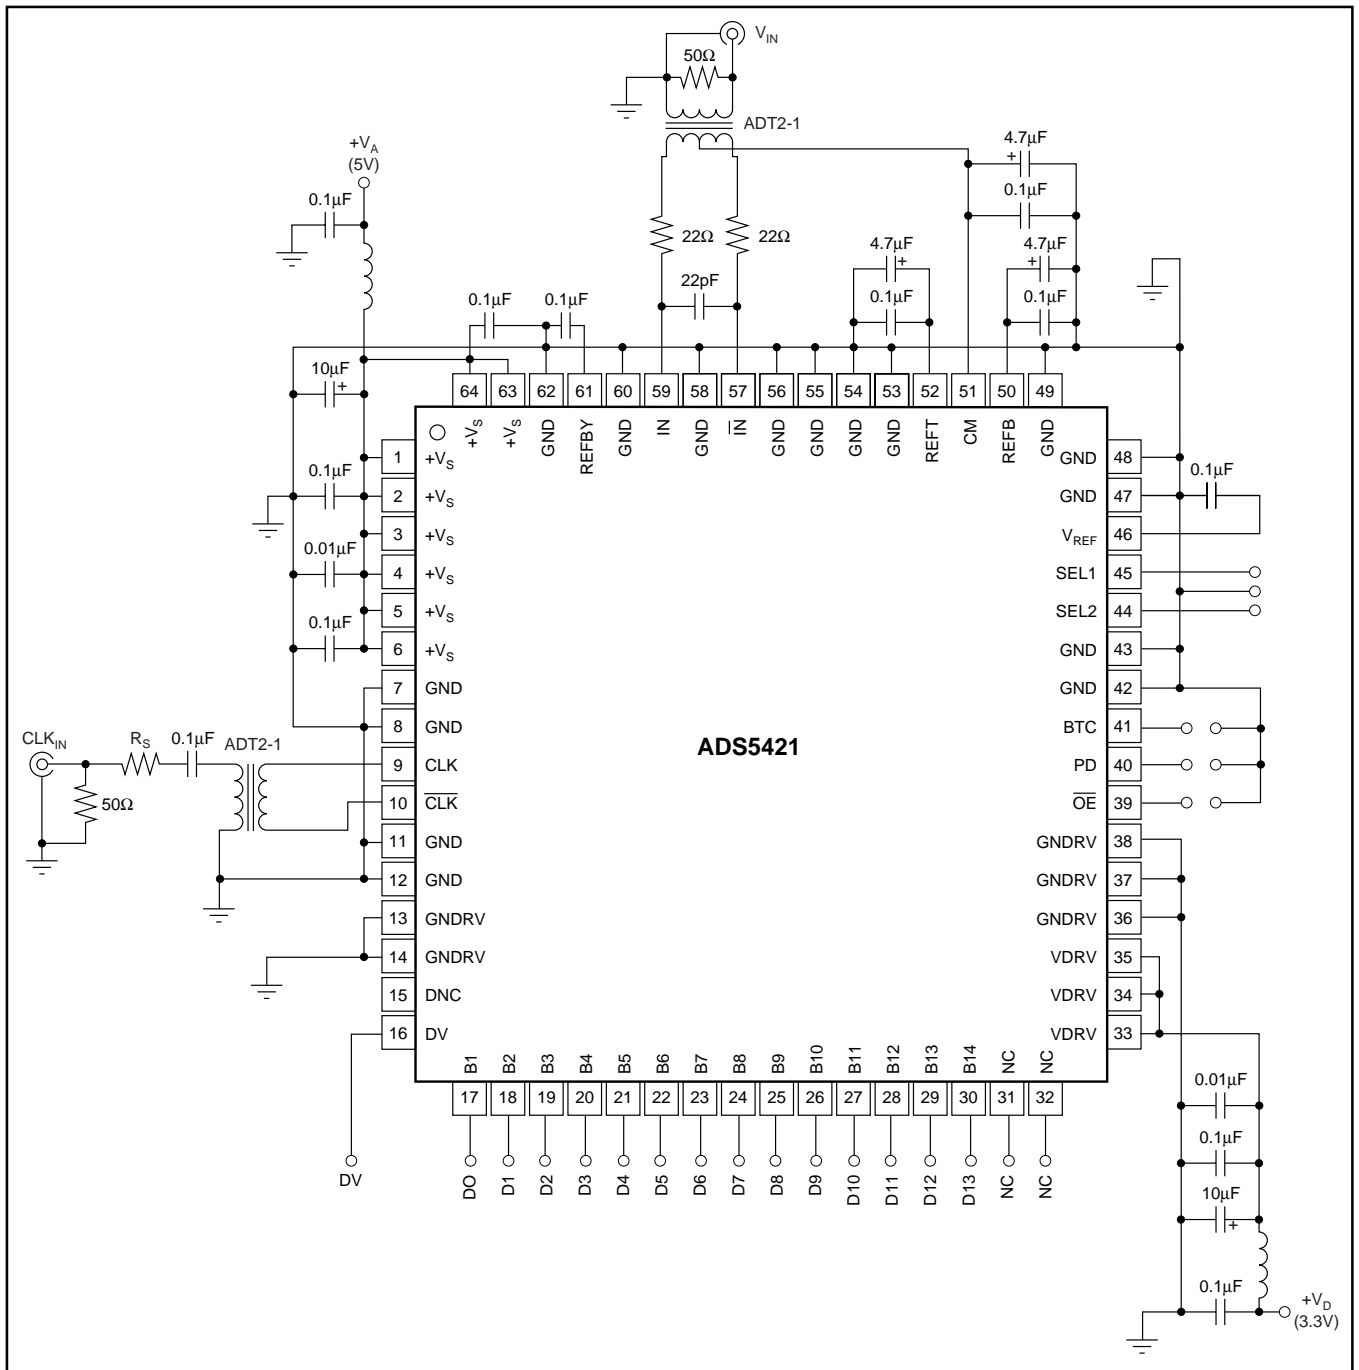 V_IN
50Ω
ADT2-1
+V_A
(5V)
4.7µF
+
0.1µF
0.1µF
22Ω
22Ω
4.7µF
+
4.7µF
+
22pF
0.1µF
0.1µF
0.1µF
0.1µF
10µF
+
64 63 62 61 60 59 58 57 56 55 54 53 52 51 50 49
+V_S +V_S GND REFBY GND IN GND I̅N̅ GND GND GND GND REFT CM REFB GND
1 +V_S
GND 48
0.1µF
0.1µF
2 +V_S
GND 47
3 +V_S
V_REF 46
0.01µF
4 +V_S
SEL1 45
5 +V_S
SEL2 44
0.1µF
6 +V_S
GND 43
7 GND
GND 42
8 GND
BTC 41
CLK_IN
R_S
0.1µF
ADT2-1
ADS5421
9 CLK
PD 40
50Ω
10 C̅L̅K̅
O̅E̅ 39
11 GND
GNDRV 38
12 GND
GNDRV 37
13 GNDRV
GNDRV 36
14 GNDRV
VDRV 35
15 DNC
VDRV 34
16 DV
VDRV 33
B1 B2 B3 B4 B5 B6 B7 B8 B9 B10 B11 B12 B13 B14 NC NC
17 18 19 20 21 22 23 24 25 26 27 28 29 30 31 32
0.01µF
0.1µF
DV
DO D1 D2 D3 D4 D5 D6 D7 D8 D9 D10 D11 D12 D13 NC NC
10µF
+
0.1µF
+V_D
(3.3V)